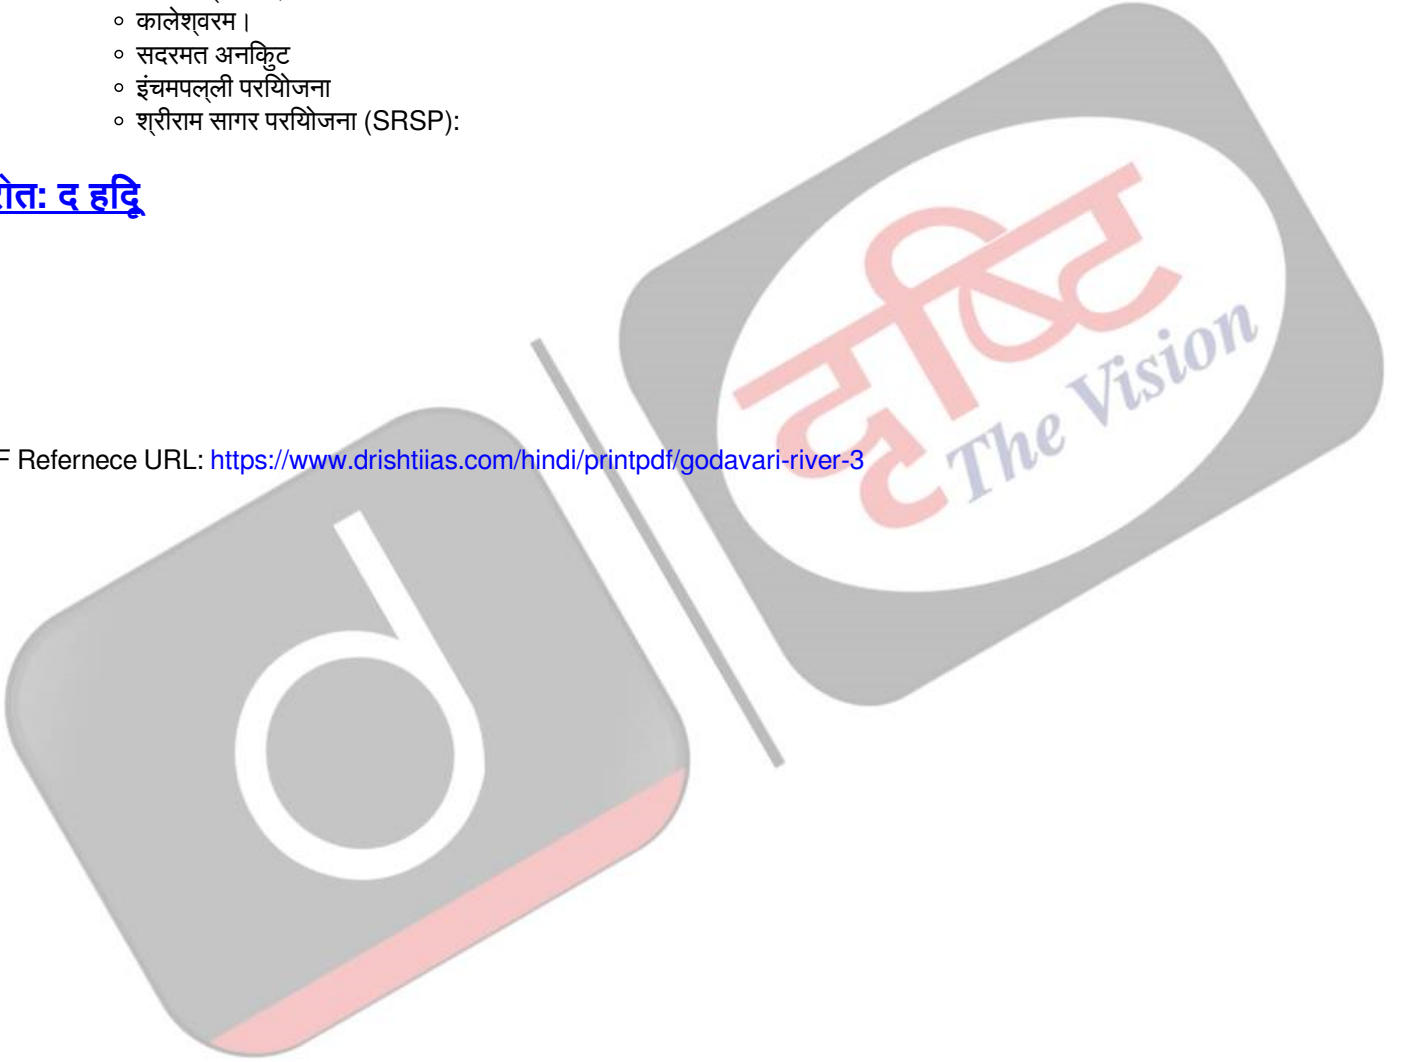 ◦ कालेश्वरम।
◦ सदरमत अनिकुट
◦ इंचमपल्ली परियोजना
◦ श्रीराम सागर परियोजना (SRSP):
रोत: द हिंदू
F Refernece URL: https://www.drishtiias.com/hindi/printpdf/godavari-river-3
दृष्टि
The Vision
d